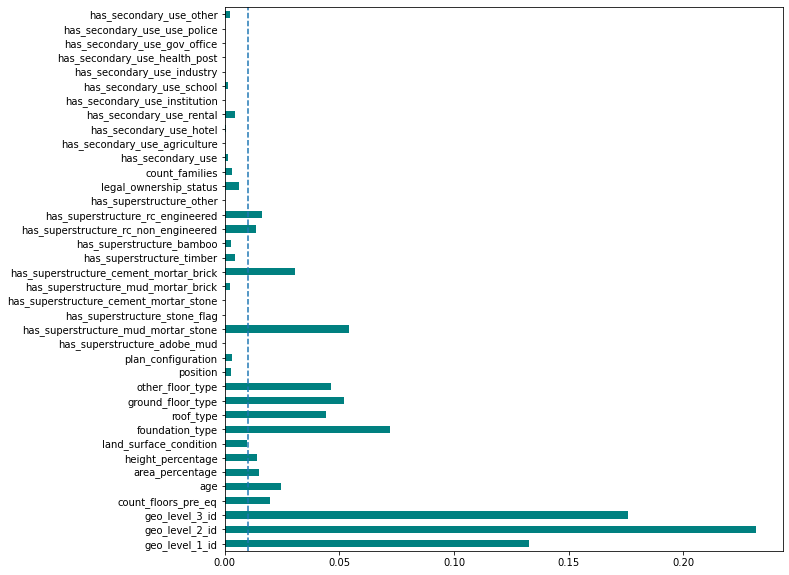 has_secondary_use_other
has_secondary_use_use_police
has_secondary_use_gov_office
has_secondary_use_health_post
has_secondary_use_industry
has_secondary_use_school
has_secondary_use_institution
has_secondary_use_rental
has_secondary_use_hotel
has_secondary_use_agriculture
has_secondary_use
count_families
legal_ownership_status
has_superstructure_other
has_superstructure_rc_engineered
has_superstructure_rc_non_engineered
has_superstructure_bamboo
has_superstructure_timber
has_superstructure_cement_mortar_brick
has_superstructure_mud_mortar_brick
has_superstructure_cement_mortar_stone
has_superstructure_stone_flag
has_superstructure_mud_mortar_stone
has_superstructure_adobe_mud
plan_configuration
position
other_floor_type
ground_floor_type
roof_type
foundation_type
land_surface_condition
height_percentage
area_percentage
age
count_floors_pre_eq
geo_level_3_id
geo_level_2_id
geo_level_1_id
0.00 0.05 0.10 0.15 0.20